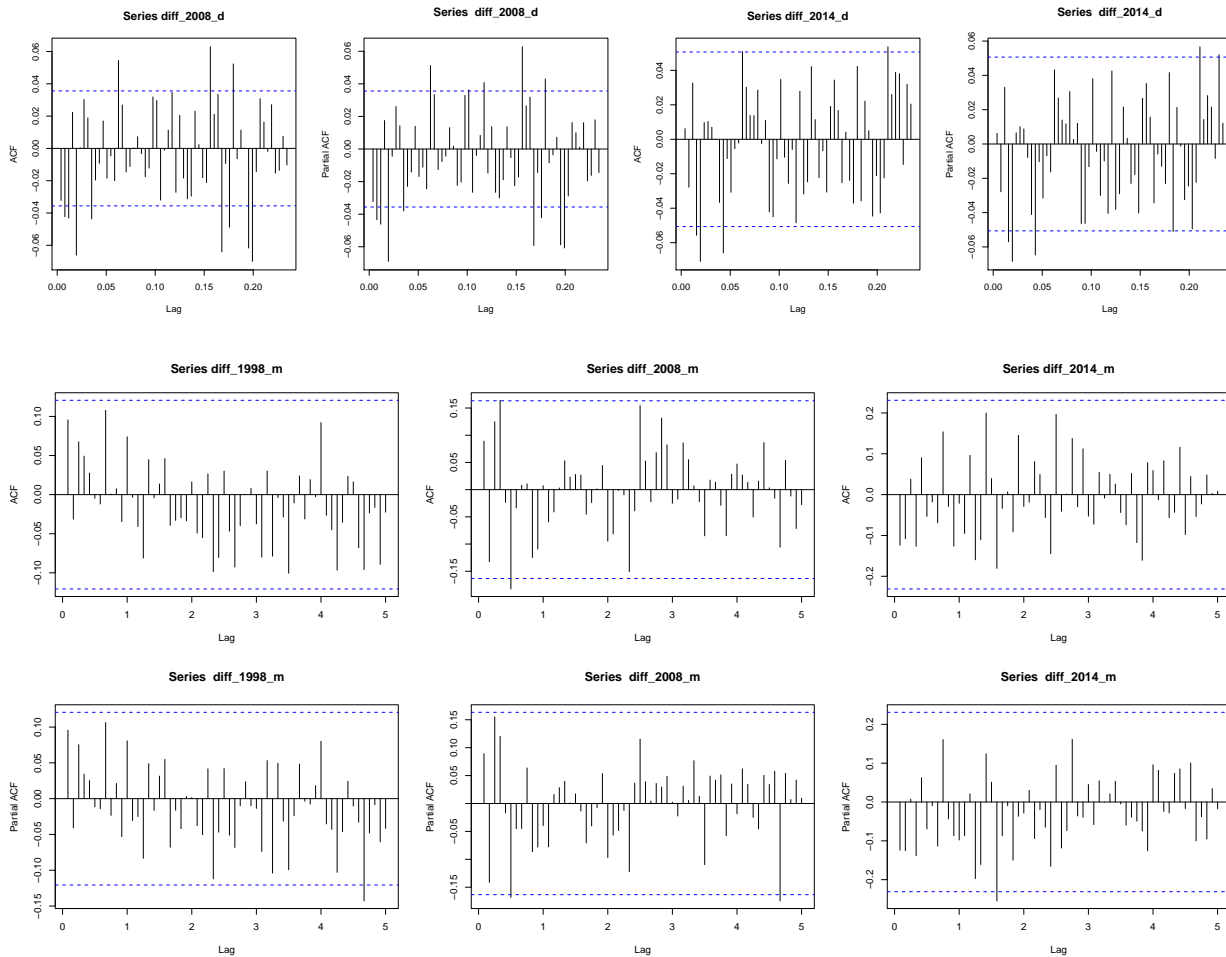 Series diff_2008_d
Series diff_2008_d
Series diff_2014_d
Series diff_2014_d
ACF
−0.06 −0.04 −0.02 0.00 0.02 0.04 0.06
0.00 0.05 0.10 0.15 0.20
Lag
Partial ACF
−0.06 −0.04 −0.02 0.00 0.02 0.04 0.06
0.00 0.05 0.10 0.15 0.20
Lag
ACF
−0.06 −0.04 −0.02 0.00 0.02 0.04
0.00 0.05 0.10 0.15 0.20
Lag
Partial ACF
−0.06 −0.04 −0.02 0.00 0.02 0.04 0.06
0.00 0.05 0.10 0.15 0.20
Lag
Series diff_1998_m
Series diff_2008_m
Series diff_2014_m
ACF
−0.10 −0.05 0.00 0.05 0.10
0 1 2 3 4 5
Lag
ACF
−0.15 −0.05 0.05 0.15
0 1 2 3 4 5
Lag
ACF
−0.2 −0.1 0.0 0.1 0.2
0 1 2 3 4 5
Lag
Series diff_1998_m
Series diff_2008_m
Series diff_2014_m
Partial ACF
−0.15 −0.10 −0.05 0.00 0.05 0.10
0 1 2 3 4 5
Lag
Partial ACF
−0.15 −0.05 0.05 0.15
0 1 2 3 4 5
Lag
Partial ACF
−0.2 −0.1 0.0 0.1 0.2
0 1 2 3 4 5
Lag